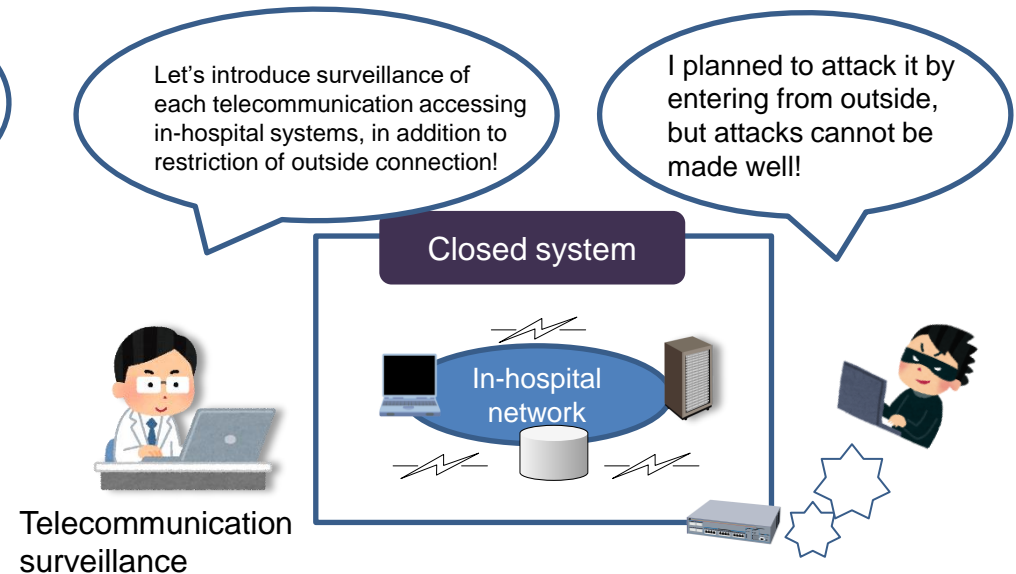 Let's introduce surveillance of
each telecommunication accessing
in-hospital systems, in addition to
restriction of outside connection!
I planned to attack it by
entering from outside,
but attacks cannot be
made well!
Closed system
In-hospital
network
Telecommunication
surveillance